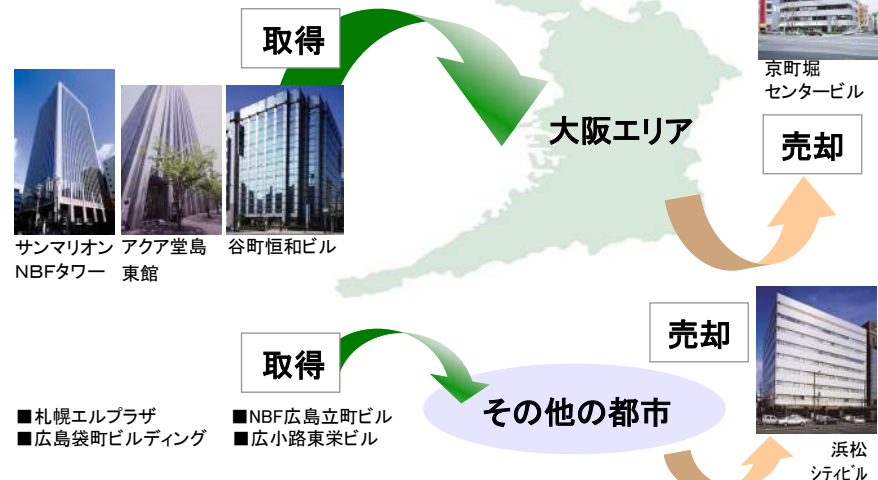 取得
京町堀
センタービル
大阪エリア
売却
サンマリオン
NBFタワー
アクア堂島
東館
谷町恒和ビル
取得
売却
その他の都市
■札幌エルプラザ
■広島袋町ビルディング
■NBF広島立町ビル
■広小路東栄ビル
浜松
ｼﾃｨﾋﾞﾙ